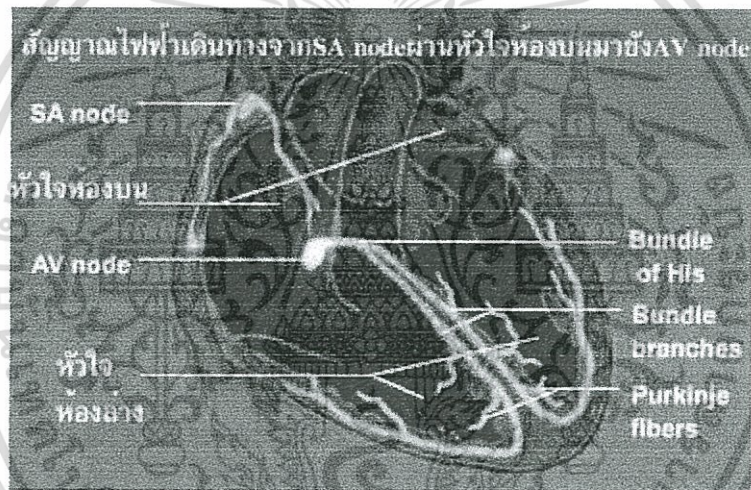 สัญญาณไฟฟ้าเดินทางจากSA nodeผ่านหัวใจห้องบนมายังAV node
SA node
หัวใจห้องบน
AV node
หัวใจ
ห้องล่าง
Bundle
of His
Bundle
branches
Purkinje
fibers